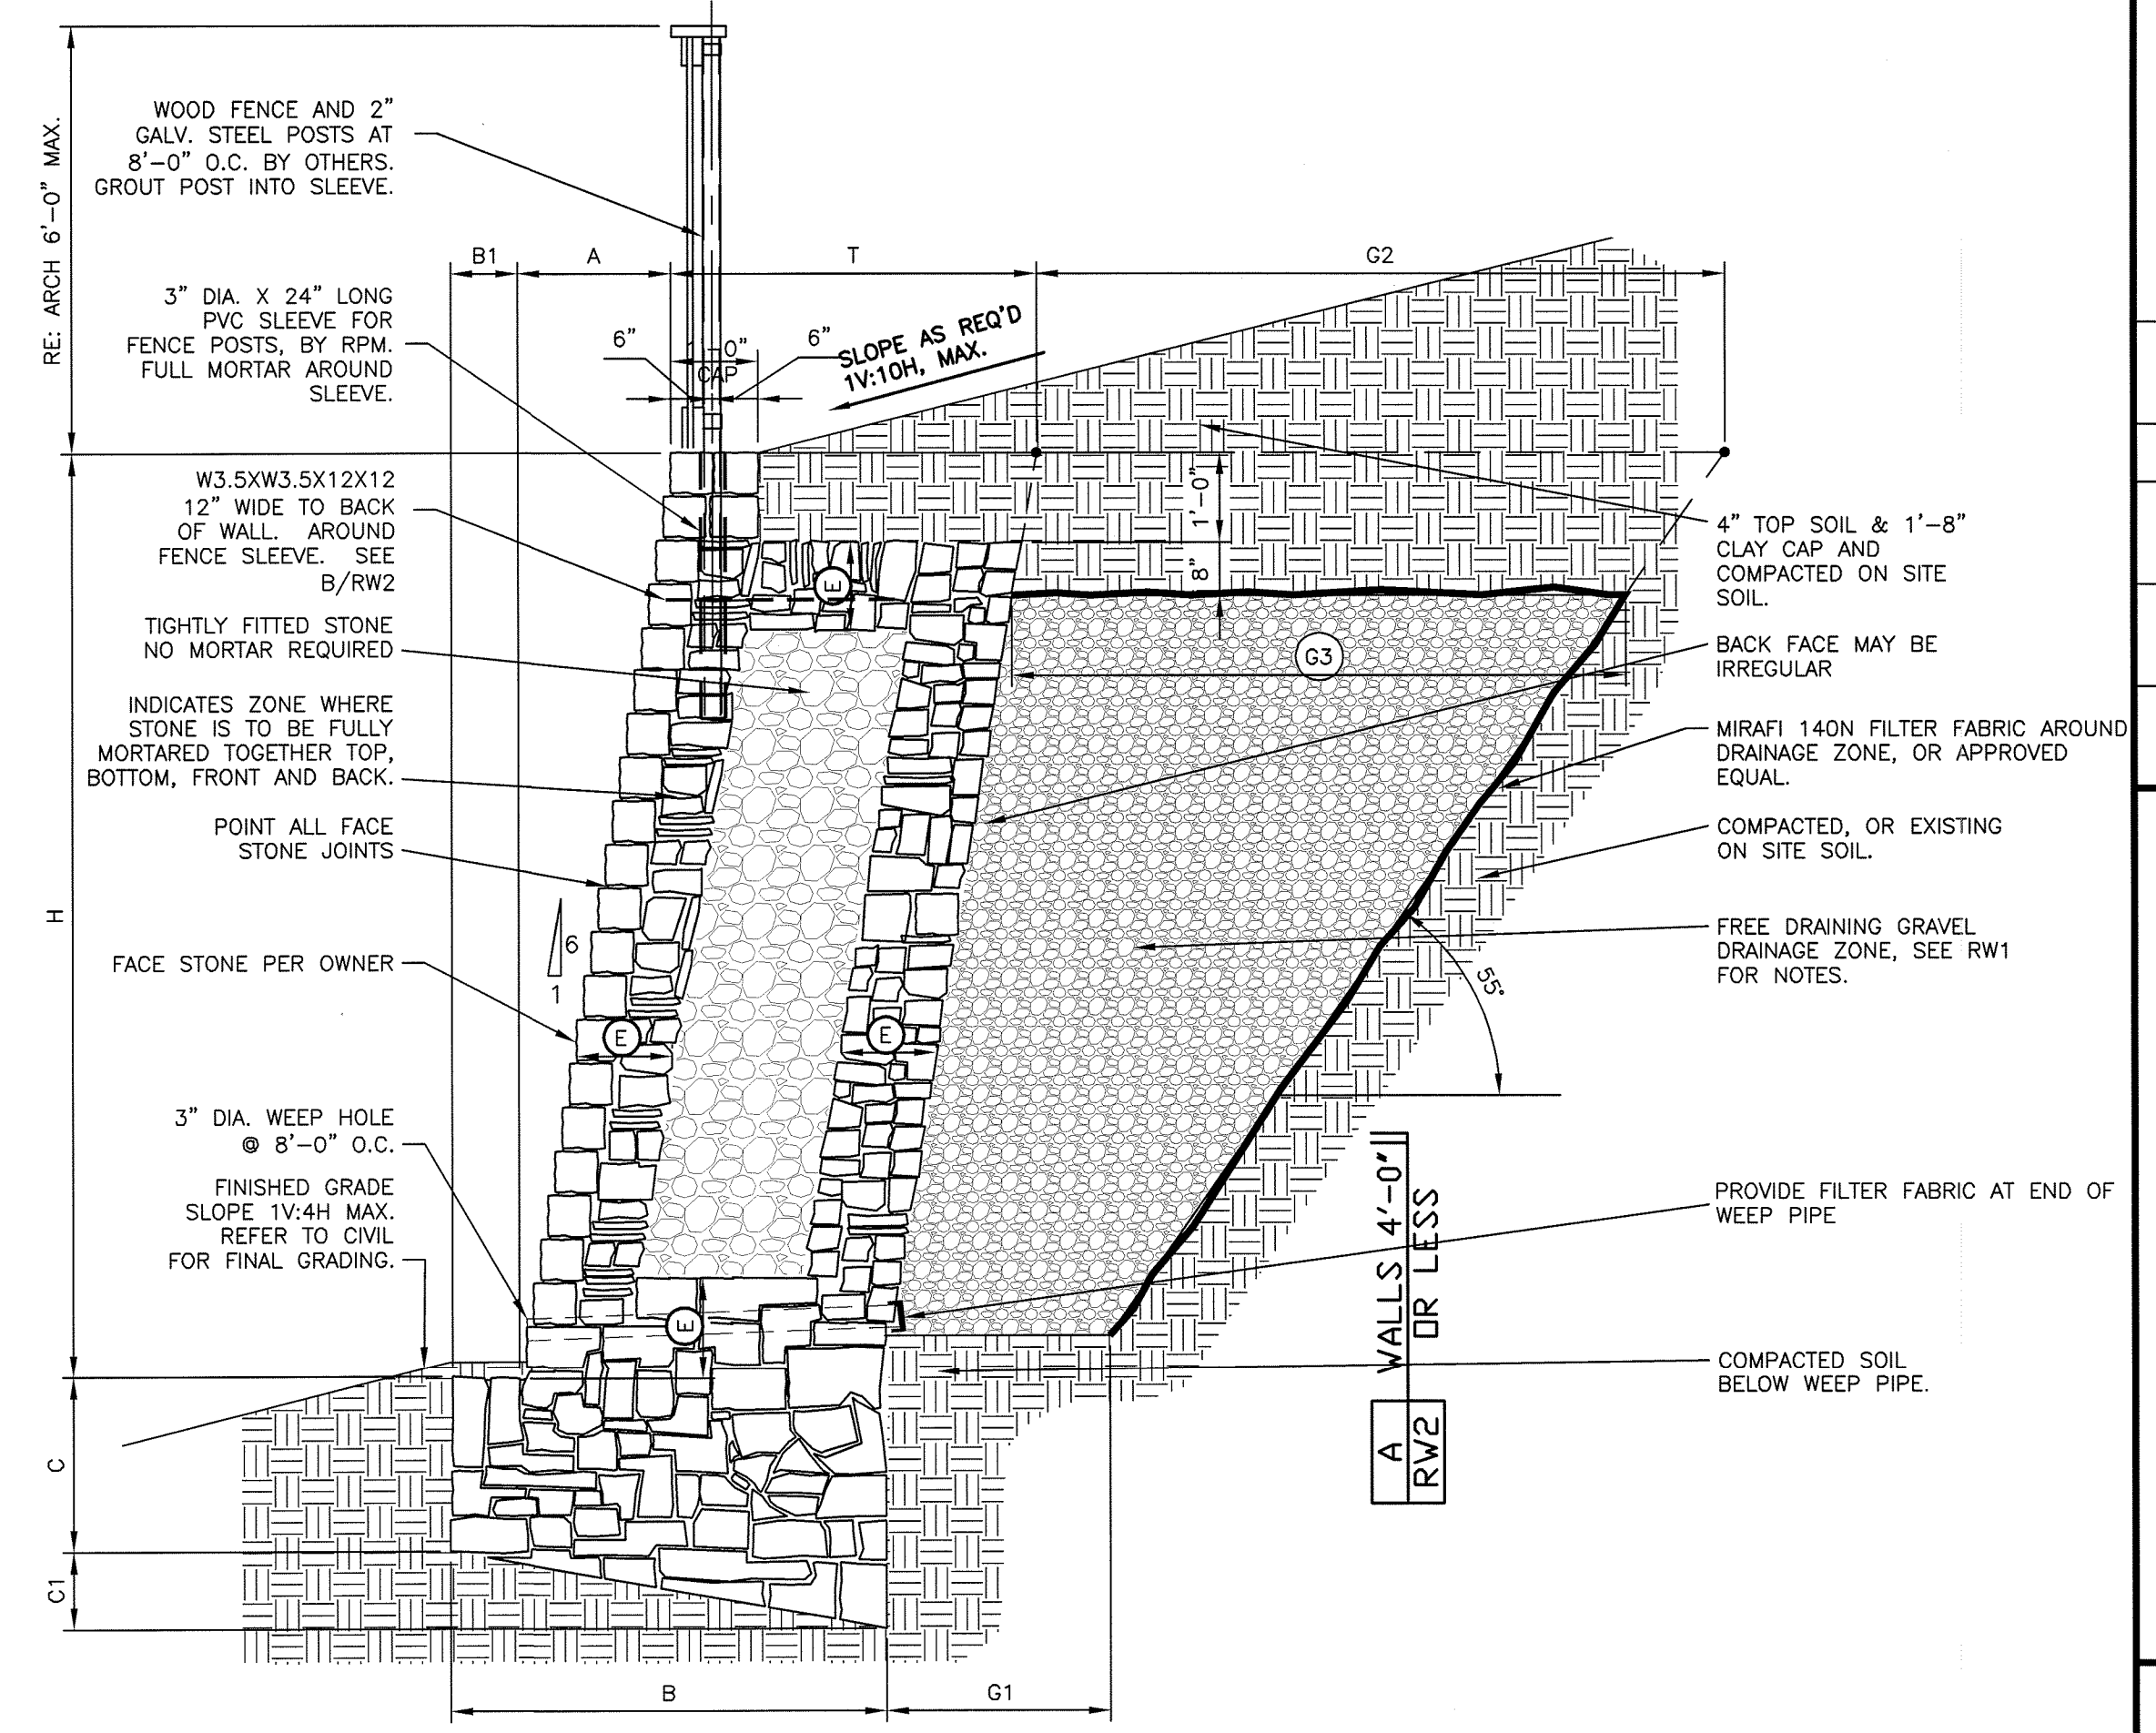 RE: ARCH 6'-0" MAX.
WOOD FENCE AND 2"
GALV. STEEL POSTS AT
8'-0" O.C. BY OTHERS.
GROUT POST INTO SLEEVE.
B1
A
T
G2
3" DIA. X 24" LONG
PVC SLEEVE FOR
FENCE POSTS, BY RPM.
FULL MORTAR AROUND
SLEEVE.
6"
0"
CAP
6"
SLOPE AS REQ'D
1V:10H, MAX.
W3.5XW3.5X12X12
12" WIDE TO BACK
OF WALL. AROUND
FENCE SLEEVE. SEE
B/RW2
1'-0"
8"
E
TIGHTLY FITTED STONE
NO MORTAR REQUIRED
INDICATES ZONE WHERE
STONE IS TO BE FULLY
MORTARED TOGETHER TOP,
BOTTOM, FRONT AND BACK.
POINT ALL FACE
STONE JOINTS
H
6
1
FACE STONE PER OWNER
E
E
3" DIA. WEEP HOLE
@ 8'-0" O.C.
FINISHED GRADE
SLOPE 1V:4H MAX.
REFER TO CIVIL
FOR FINAL GRADING.
E
C
C1
B
G1
G3
4" TOP SOIL & 1'-8"
CLAY CAP AND
COMPACTED ON SITE
SOIL.
BACK FACE MAY BE
IRREGULAR
MIRAFI 140N FILTER FABRIC AROUND
DRAINAGE ZONE, OR APPROVED
EQUAL.
COMPACTED, OR EXISTING
ON SITE SOIL.
FREE DRAINING GRAVEL
DRAINAGE ZONE, SEE RW1
FOR NOTES.
55°
PROVIDE FILTER FABRIC AT END OF
WEEP PIPE
COMPACTED SOIL
BELOW WEEP PIPE.
A
RW2
WALLS 4'-0"
OR LESS